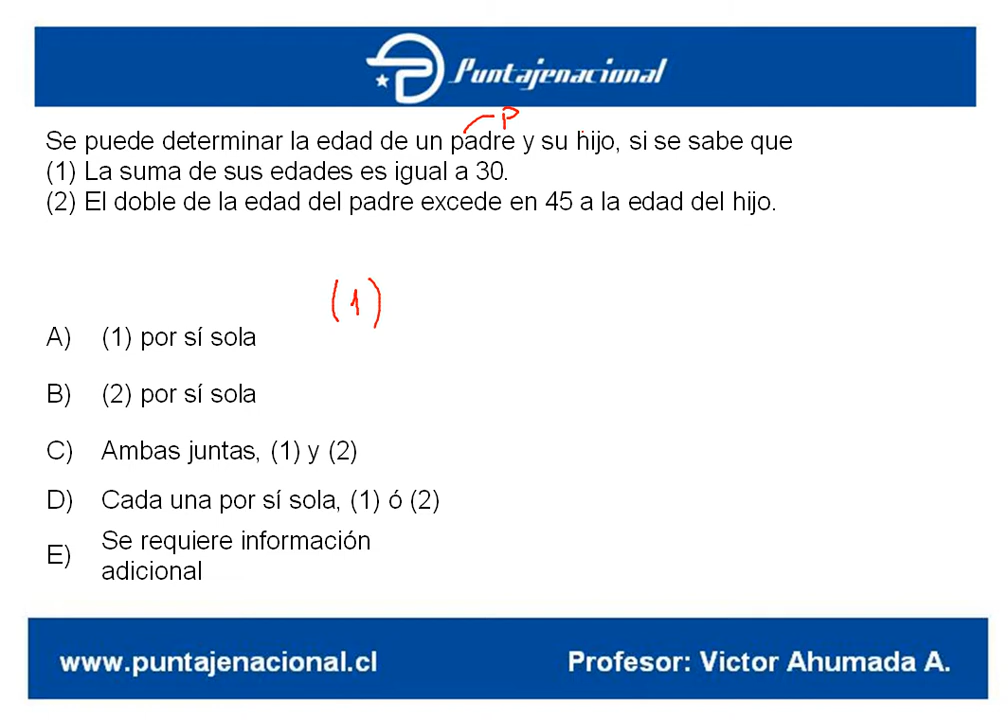 Puntajenacional
P
Se puede determinar la edad de un padre y su hijo, si se sabe que
(1) La suma de sus edades es igual a 30.
(2) El doble de la edad del padre excede en 45 a la edad del hijo.
(1)
A) (1) por sí sola
B) (2) por sí sola
C) Ambas juntas, (1) y (2)
D) Cada una por sí sola, (1) ó (2)
E) Se requiere información
adicional
www.puntajenacional.cl Profesor: Victor Ahumada A.